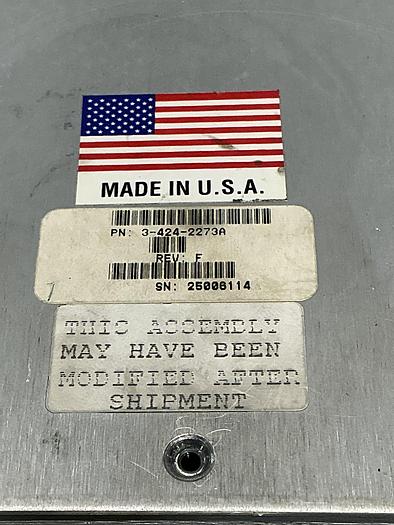 MADE IN U.S.A.
PN: 3-424-2273A
REV: F
SN: 25006114
THIS ASSEMBLY
MAY HAVE BEEN
MODIFIED AFTER
SHIPMENT